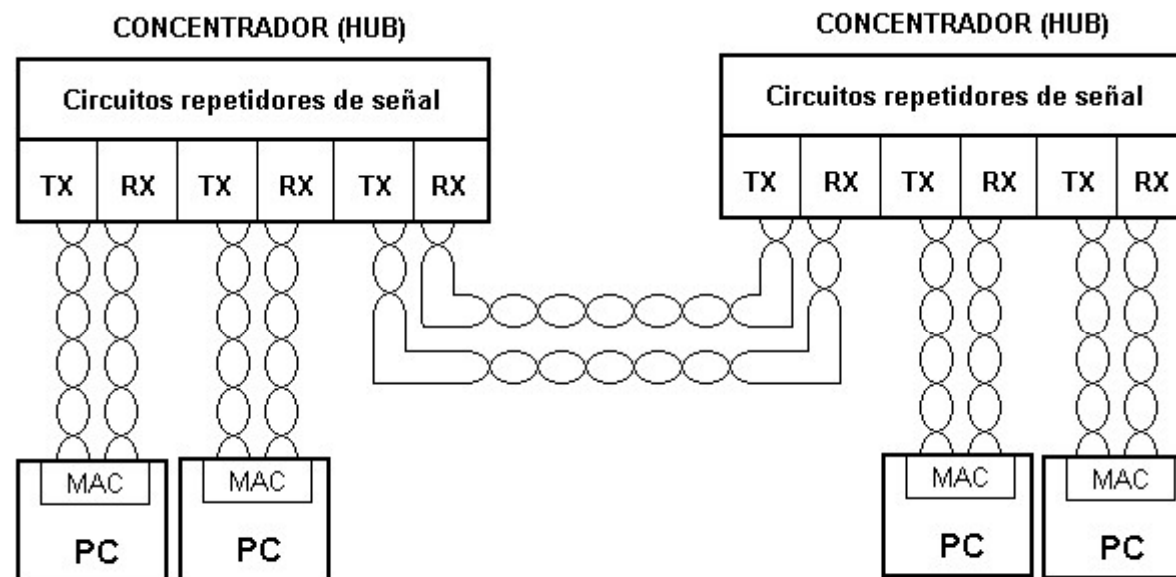 CONCENTRADOR (HUB)
Circuitos repetidores de señal
TX RX TX RX TX RX
MAC
PC
MAC
PC
CONCENTRADOR (HUB)
Circuitos repetidores de señal
TX RX TX RX TX RX
MAC
PC
MAC
PC